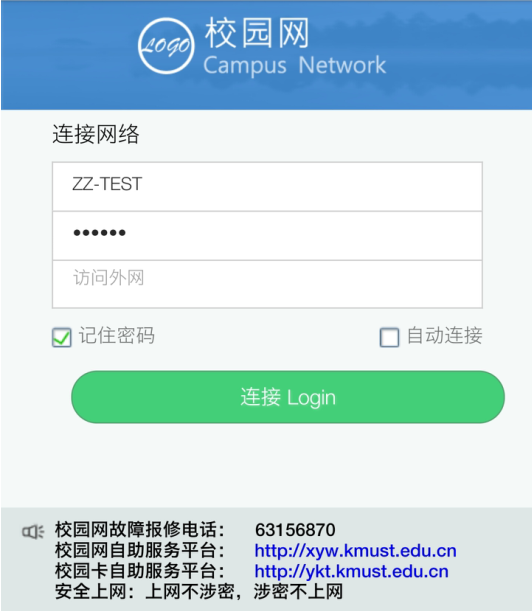 LOGO
校园网
Campus Network
连接网络
ZZ-TEST
••••••
访问外网
记住密码 自动连接
连接 Login
校园网故障报修电话： 63156870
校园网自助服务平台： http://xyw.kmust.edu.cn
校园卡自助服务平台： http://ykt.kmust.edu.cn
安全上网：上网不涉密，涉密不上网